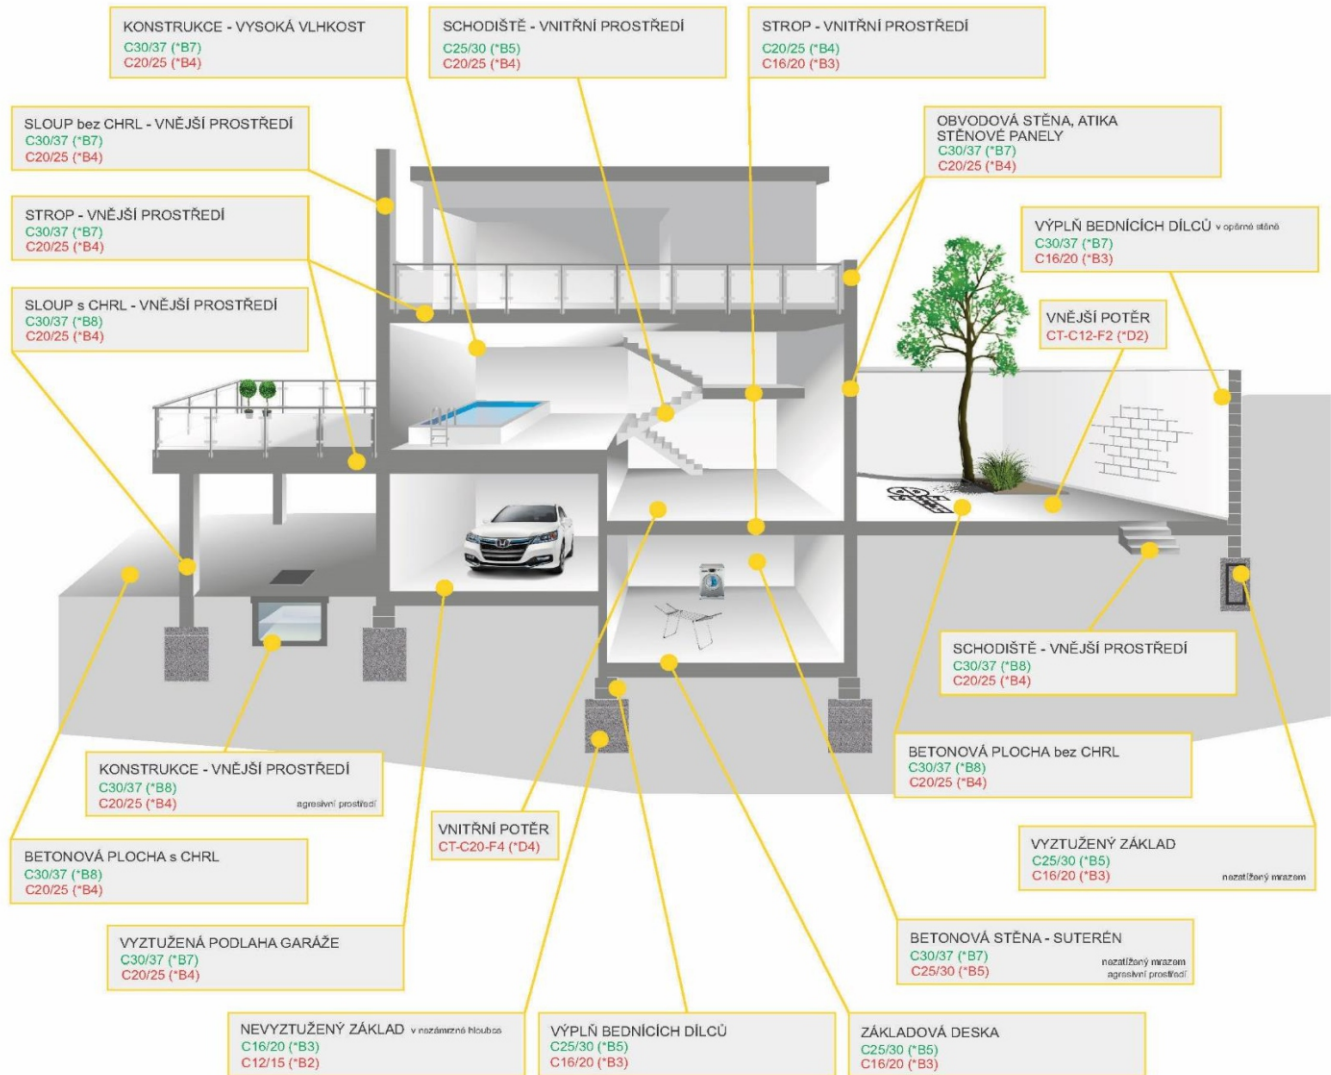 KONSTRUKCE - VYSOKÁ VLHKOST
C30/37 (*B7)
C20/25 (*B4)
SCHODIŠTĚ - VNITŘNÍ PROSTŘEDÍ
C25/30 (*B5)
C20/25 (*B4)
STROP - VNITŘNÍ PROSTŘEDÍ
C20/25 (*B4)
C16/20 (*B3)
SLOUP bez CHRL - VNĚJŠÍ PROSTŘEDÍ
C30/37 (*B7)
C20/25 (*B4)
OBVODOVÁ STĚNA, ATIKA
STĚNOVÉ PANELY
C30/37 (*B7)
C20/25 (*B4)
STROP - VNĚJŠÍ PROSTŘEDÍ
C30/37 (*B7)
C20/25 (*B4)
VÝPLŇ BEDNÍCÍCH DÍLCŮ v opěrné stěně
C30/37 (*B7)
C16/20 (*B3)
SLOUP s CHRL - VNĚJŠÍ PROSTŘEDÍ
C30/37 (*B8)
C20/25 (*B4)
VNĚJŠÍ POTĚR
CT-C12-F2 (*D2)
SCHODIŠTĚ - VNĚJŠÍ PROSTŘEDÍ
C30/37 (*B8)
C20/25 (*B4)
KONSTRUKCE - VNĚJŠÍ PROSTŘEDÍ
C30/37 (*B8)
C20/25 (*B4) agresivní prostředí
BETONOVÁ PLOCHA bez CHRL
C30/37 (*B8)
C20/25 (*B4)
VNITŘNÍ POTĚR
CT-C20-F4 (*D4)
BETONOVÁ PLOCHA s CHRL
C30/37 (*B8)
C20/25 (*B4)
VYZTUŽENÝ ZÁKLAD
C25/30 (*B5)
C16/20 (*B3) nezatížený mrazem
VYZTUŽENÁ PODLAHA GARÁŽE
C30/37 (*B7)
C20/25 (*B4)
BETONOVÁ STĚNA - SUTERÉN
C30/37 (*B7) nezatížený mrazem
C25/30 (*B5) agresivní prostředí
NEVYZTUŽENÝ ZÁKLAD v nezámrzné hloubce
C16/20 (*B3)
C12/15 (*B2)
VÝPLŇ BEDNÍCÍCH DÍLCŮ
C25/30 (*B5)
C16/20 (*B3)
ZÁKLADOVÁ DESKA
C25/30 (*B5)
C16/20 (*B3)